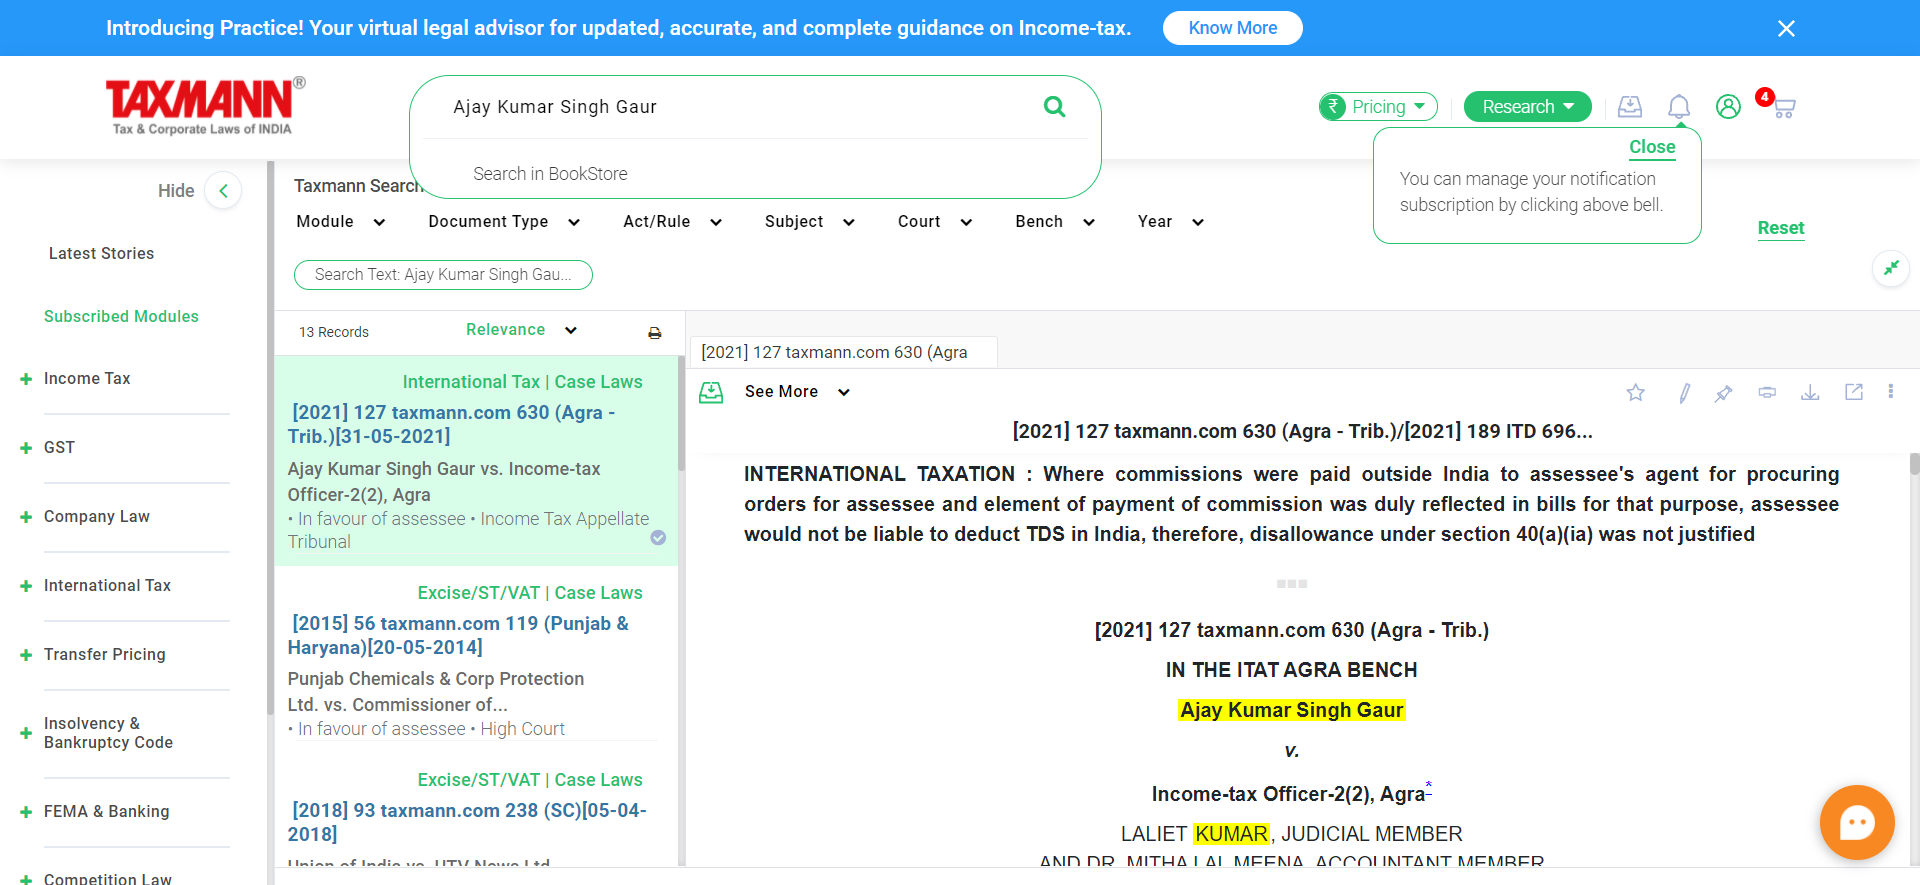 Introducing Practice! Your virtual legal advisor for updated, accurate, and complete guidance on Income-tax.
Know More
TAXMANN®
Tax & Corporate Laws of INDIA
Ajay Kumar Singh Gaur
Search in BookStore
₹ Pricing
Research
4
Close
You can manage your notification
subscription by clicking above bell.
Hide
Latest Stories
Subscribed Modules
Income Tax
GST
Company Law
International Tax
Transfer Pricing
Insolvency &
Bankruptcy Code
FEMA & Banking
Competition Law
Taxmann Search
Module
Document Type
Act/Rule
Subject
Court
Bench
Year
Reset
Search Text: Ajay Kumar Singh Gau...
13 Records
Relevance
International Tax | Case Laws
[2021] 127 taxmann.com 630 (Agra -
Trib.)[31-05-2021]
Ajay Kumar Singh Gaur vs. Income-tax
Officer-2(2), Agra
• In favour of assessee • Income Tax Appellate
Tribunal
Excise/ST/VAT | Case Laws
[2015] 56 taxmann.com 119 (Punjab &
Haryana)[20-05-2014]
Punjab Chemicals & Corp Protection
Ltd. vs. Commissioner of...
• In favour of assessee • High Court
Excise/ST/VAT | Case Laws
[2018] 93 taxmann.com 238 (SC)[05-04-
2018]
Union of India vs. UTV News Ltd.
[2021] 127 taxmann.com 630 (Agra
See More
[2021] 127 taxmann.com 630 (Agra - Trib.)/[2021] 189 ITD 696...
INTERNATIONAL TAXATION : Where commissions were paid outside India to assessee's agent for procuring
orders for assessee and element of payment of commission was duly reflected in bills for that purpose, assessee
would not be liable to deduct TDS in India, therefore, disallowance under section 40(a)(ia) was not justified
[2021] 127 taxmann.com 630 (Agra - Trib.)
IN THE ITAT AGRA BENCH
Ajay Kumar Singh Gaur
v.
Income-tax Officer-2(2), Agra*
LALIET KUMAR, JUDICIAL MEMBER
AND DR. MITHA LAL MEENA, ACCOUNTANT MEMBER